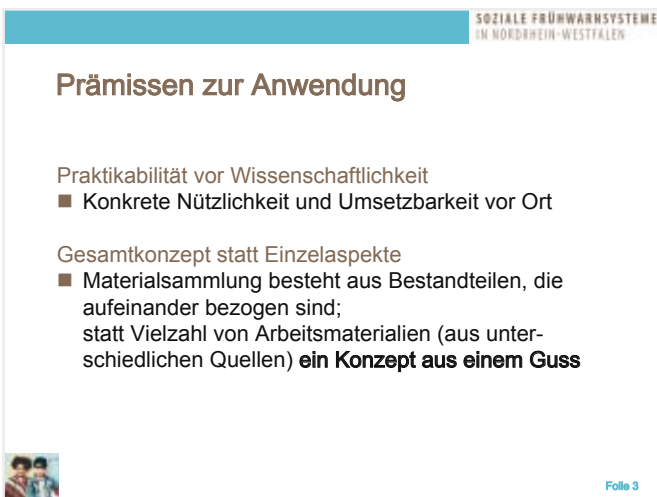 SOZIALE FRÜHWARNSYSTEME
IN NORDRHEIN-WESTFALEN
Prämissen zur Anwendung
Praktikabilität vor Wissenschaftlichkeit
■ Konkrete Nützlichkeit und Umsetzbarkeit vor Ort
Gesamtkonzept statt Einzelaspekte
■ Materialsammlung besteht aus Bestandteilen, die
aufeinander bezogen sind;
statt Vielzahl von Arbeitsmaterialien (aus unter-
schiedlichen Quellen) ein Konzept aus einem Guss
Folie 3